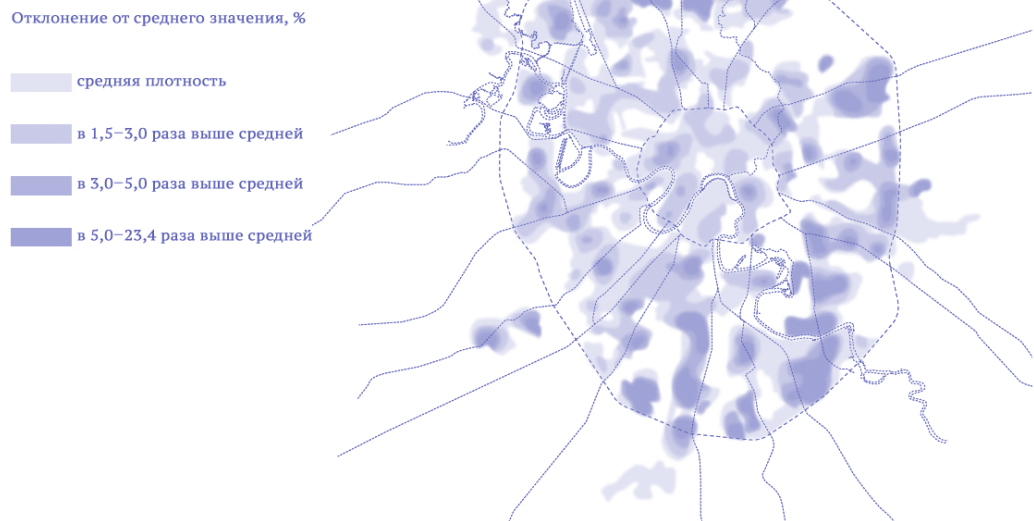 Отклонение от среднего значения, %
средняя плотность
в 1,5–3,0 раза выше средней
в 3,0–5,0 раза выше средней
в 5,0–23,4 раза выше средней